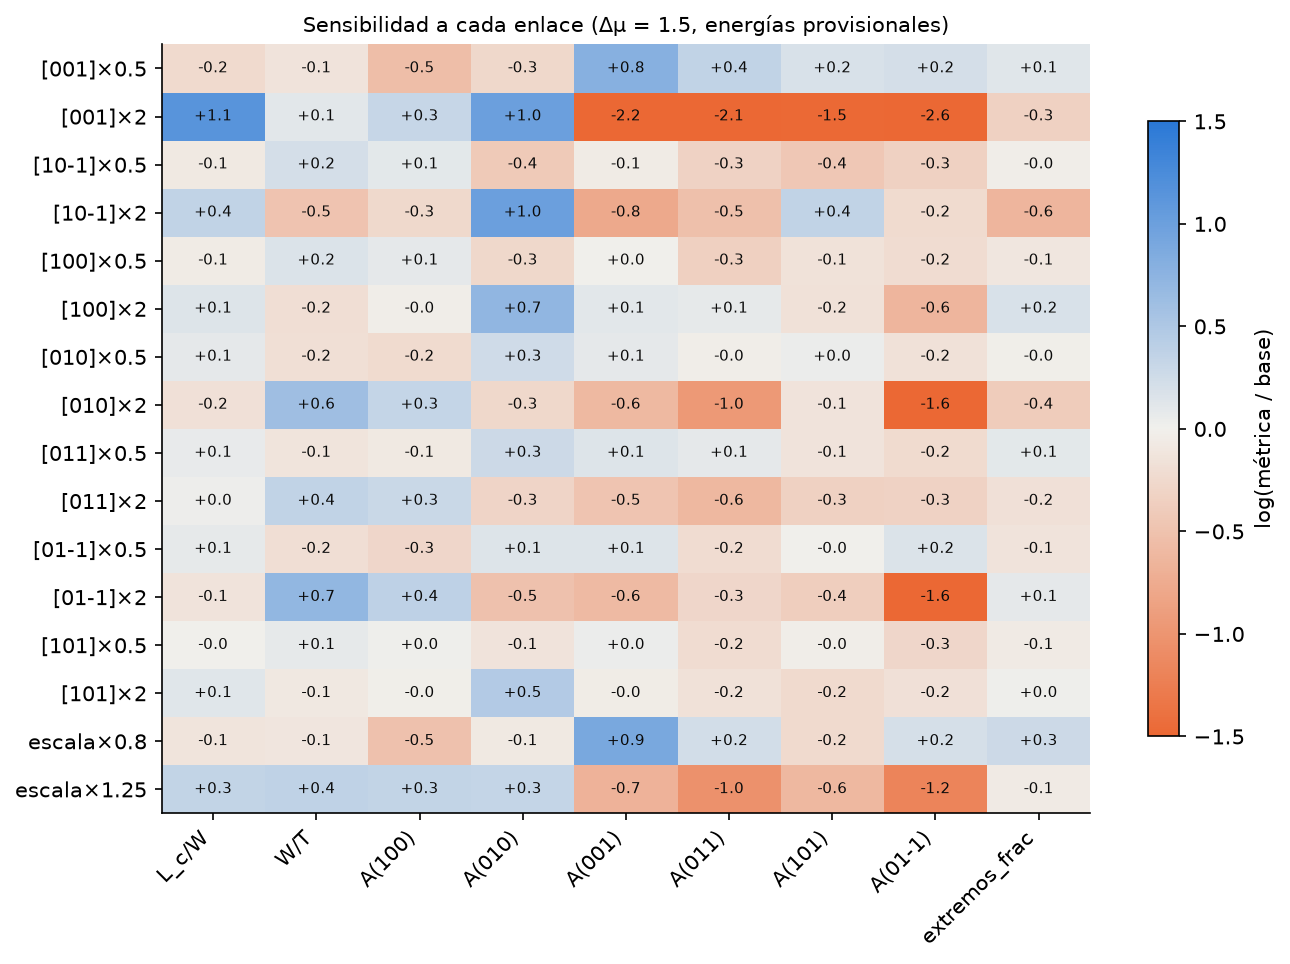 Sensibilidad a cada enlace (Δμ = 1.5, energías provisionales)
[001]×0.5 -0.2 -0.1 -0.5 -0.3 +0.8 +0.4 +0.2 +0.2 +0.1
[001]×2 +1.1 +0.1 +0.3 +1.0 -2.2 -2.1 -1.5 -2.6 -0.3
[10-1]×0.5 -0.1 +0.2 +0.1 -0.4 -0.1 -0.3 -0.4 -0.3 -0.0
[10-1]×2 +0.4 -0.5 -0.3 +1.0 -0.8 -0.5 +0.4 -0.2 -0.6
[100]×0.5 -0.1 +0.2 +0.1 -0.3 +0.0 -0.3 -0.1 -0.2 -0.1
[100]×2 +0.1 -0.2 -0.0 +0.7 +0.1 +0.1 -0.2 -0.6 +0.2
[010]×0.5 +0.1 -0.2 -0.2 +0.3 +0.1 -0.0 +0.0 -0.2 -0.0
[010]×2 -0.2 +0.6 +0.3 -0.3 -0.6 -1.0 -0.1 -1.6 -0.4
[011]×0.5 +0.1 -0.1 -0.1 +0.3 +0.1 +0.1 -0.1 -0.2 +0.1
[011]×2 +0.0 +0.4 +0.3 -0.3 -0.5 -0.6 -0.3 -0.3 -0.2
[01-1]×0.5 +0.1 -0.2 -0.3 +0.1 +0.1 -0.2 -0.0 +0.2 -0.1
[01-1]×2 -0.1 +0.7 +0.4 -0.5 -0.6 -0.3 -0.4 -1.6 +0.1
[101]×0.5 -0.0 +0.1 +0.0 -0.1 +0.0 -0.2 -0.0 -0.3 -0.1
[101]×2 +0.1 -0.1 -0.0 +0.5 -0.0 -0.2 -0.2 -0.2 +0.0
escala×0.8 -0.1 -0.1 -0.5 -0.1 +0.9 +0.2 -0.2 +0.2 +0.3
escala×1.25 +0.3 +0.4 +0.3 +0.3 -0.7 -1.0 -0.6 -1.2 -0.1
L_c/W W/T A(100) A(010) A(001) A(011) A(101) A(01-1) extremos_frac
1.5
1.0
0.5
0.0
−0.5
−1.0
−1.5
log(métrica / base)